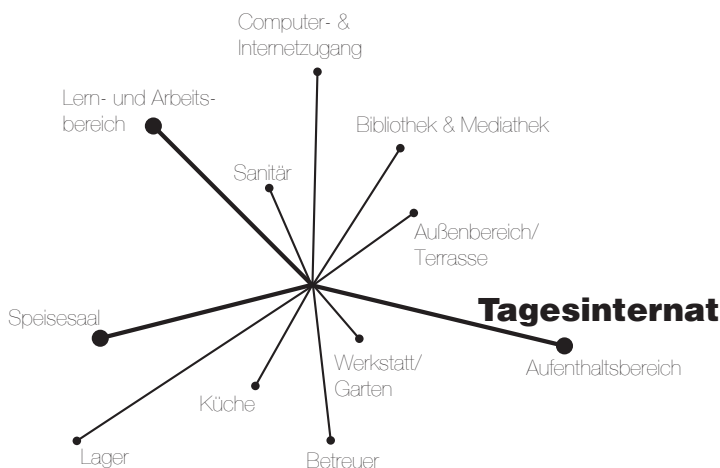 Computer- &
Internetzugang
Lern- und Arbeits-
bereich
Bibliothek & Mediathek
Sanitär
Außenbereich/
Terrasse
Tagesinternat
Speisesaal
Werkstatt/
Garten
Aufenthaltsbereich
Küche
Lager
Betreuer